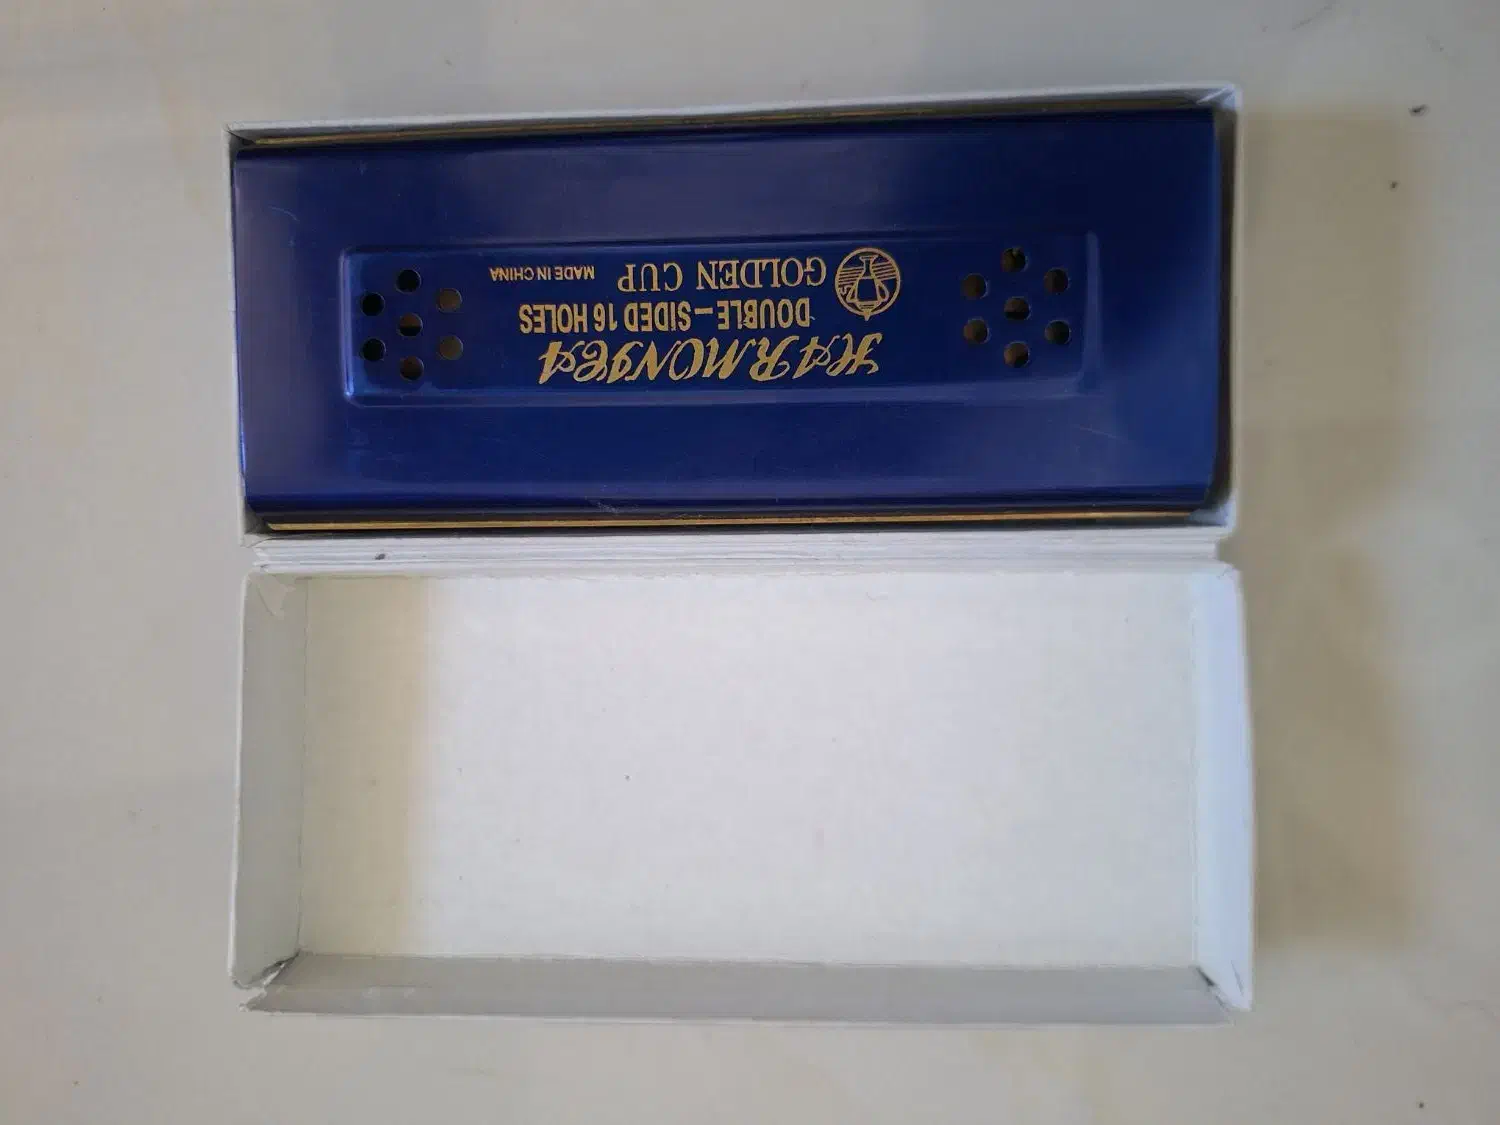 HARMONICA
DOUBLE-SIDED 16 HOLES
GOLDEN CUP MADE IN CHINA